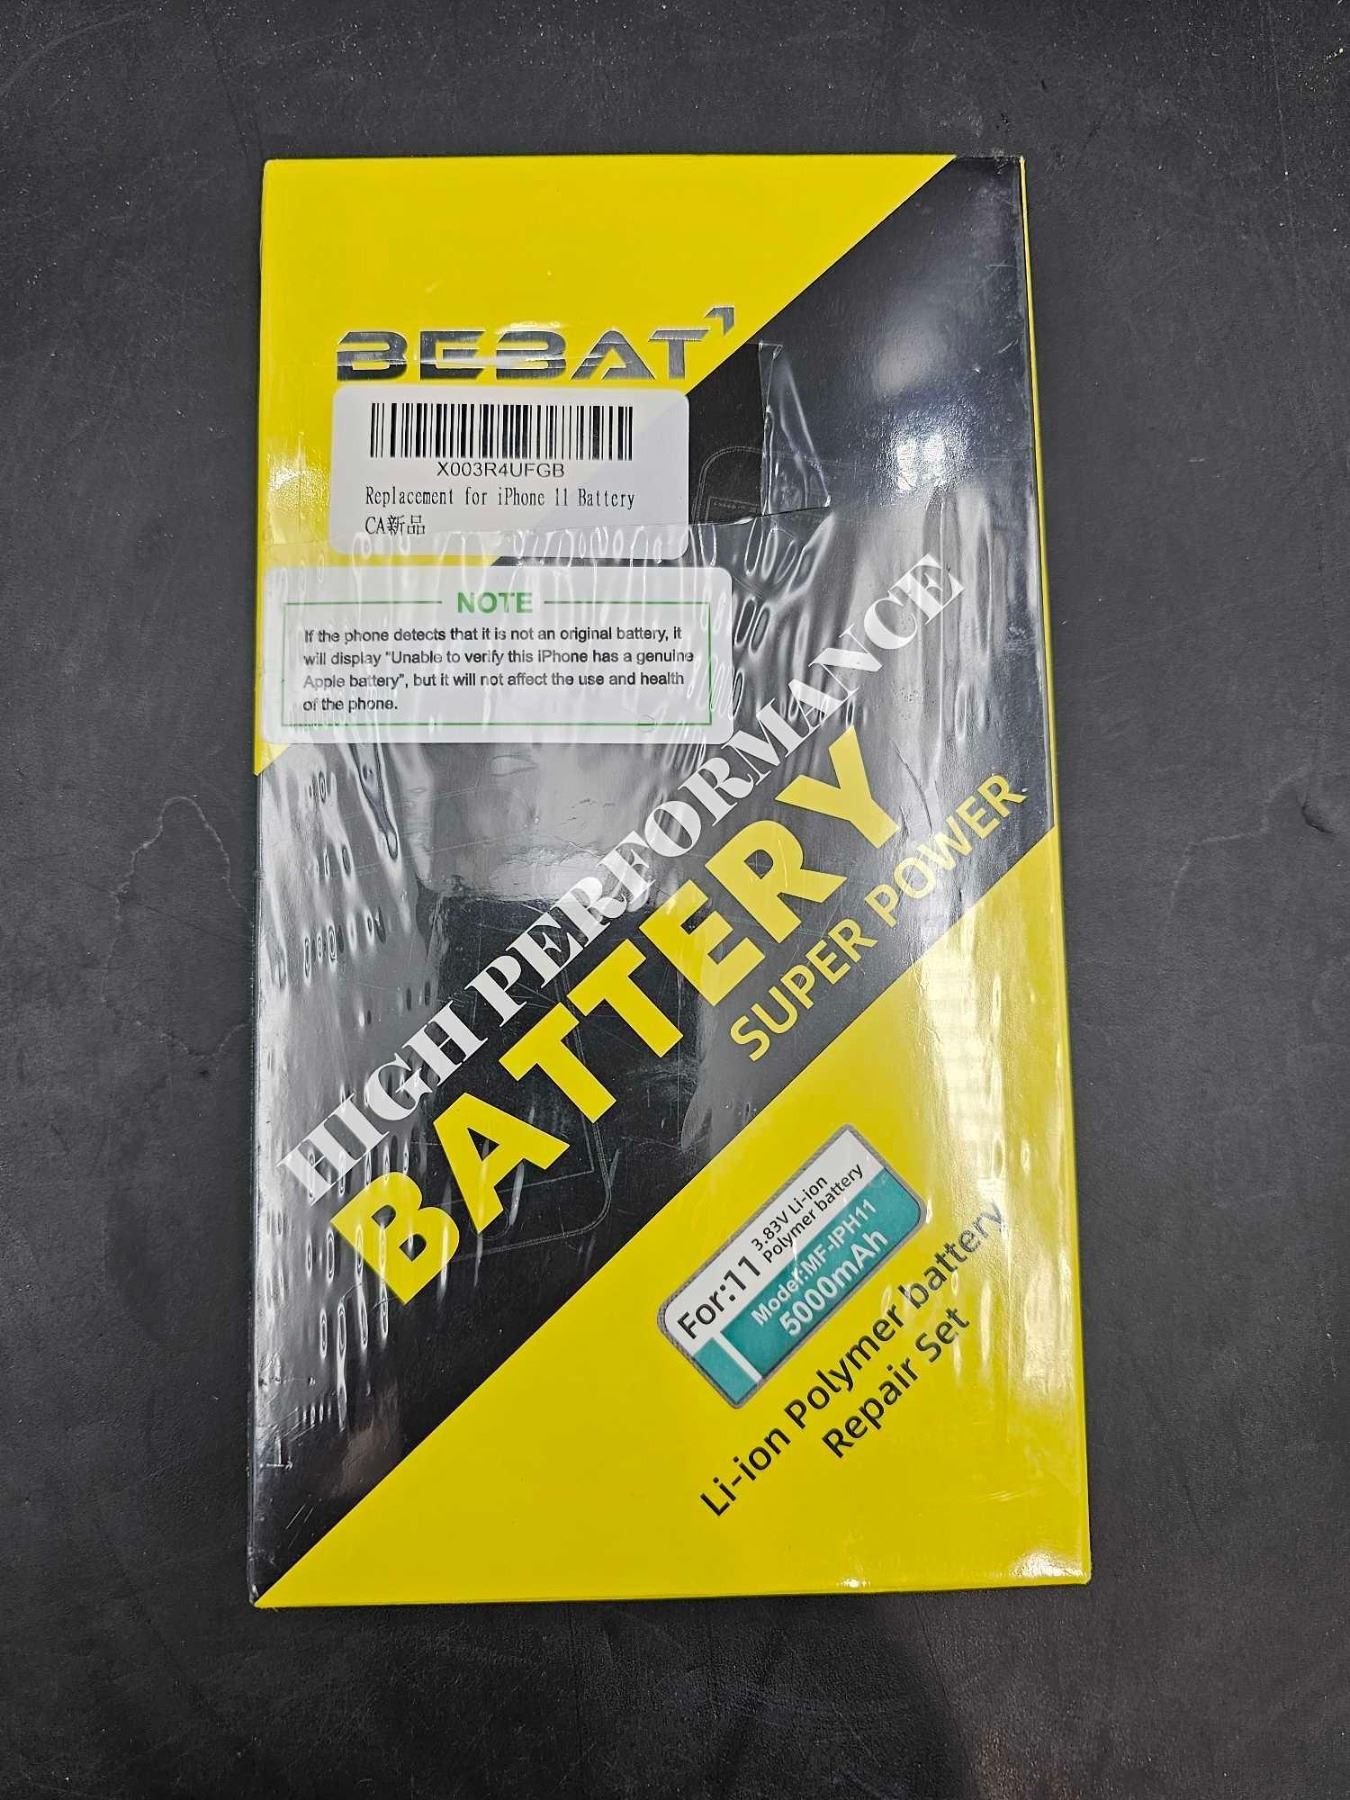 BEBAT
X003R4UFGB
Replacement for iPhone 11 Battery
CA新品
NOTE
If the phone detects that it is not an original battery, it
will display "Unable to verify this iPhone has a genuine
Apple battery", but it will not affect the use and health
of the phone.
HIGH PERFORMANCE
BATTERY
SUPER POWER
For:11
3.83V Li-ion
Polymer battery
Model:MF-IPH11
5000mAh
Li-ion Polymer battery
Repair Set